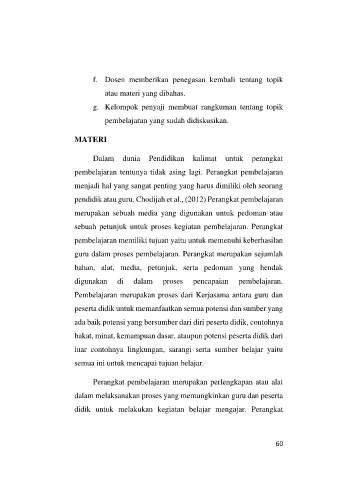 f. Dosen memberikan penegasan kembali tentang topik
atau materi yang dibahas.
g. Kelompok penyaji membuat rangkuman tentang topik
pembelajaran yang sudah didiskusikan.
MATERI
Dalam dunia Pendidikan kalimat untuk perangkat
pembelajaran tentunya tidak asing lagi. Perangkat pembelajaran
menjadi hal yang sangat penting yang harus dimiliki oleh seorang
pendidik atau guru. Chodijah et al., (2012) Perangkat pembelajaran
merupakan sebuah media yang digunakan untuk pedoman atau
sebuah petunjuk untuk proses kegiatan pembelajaran. Perangkat
pembelajaran memiliki tujuan yaitu untuk memenuhi keberhasilan
guru dalam proses pembelajaran. Perangkat merupakan sejumlah
bahan, alat, media, petunjuk, serta pedoman yang hendak
digunakan di dalam proses pencapaian pembelajaran.
Pembelajaran merupakan proses dari Kerjasama antara guru dan
peserta didik untuk memanfaatkan semua potensi dan sumber yang
ada baik potensi yang bersumber dari diri peserta didik, contohnya
bakat, minat, kemampuan dasar, ataupun potensi peserta didik dari
luar contohnya lingkungan, sarangi serta sumber belajar yaitu
semua ini untuk mencapai tujuan belajar.
Perangkat pembelajaran merupakan perlengkapan atau alat
dalam melaksanakan proses yang memungkinkan guru dan peserta
didik untuk melakukan kegiatan belajar mengajar. Perangkat
60